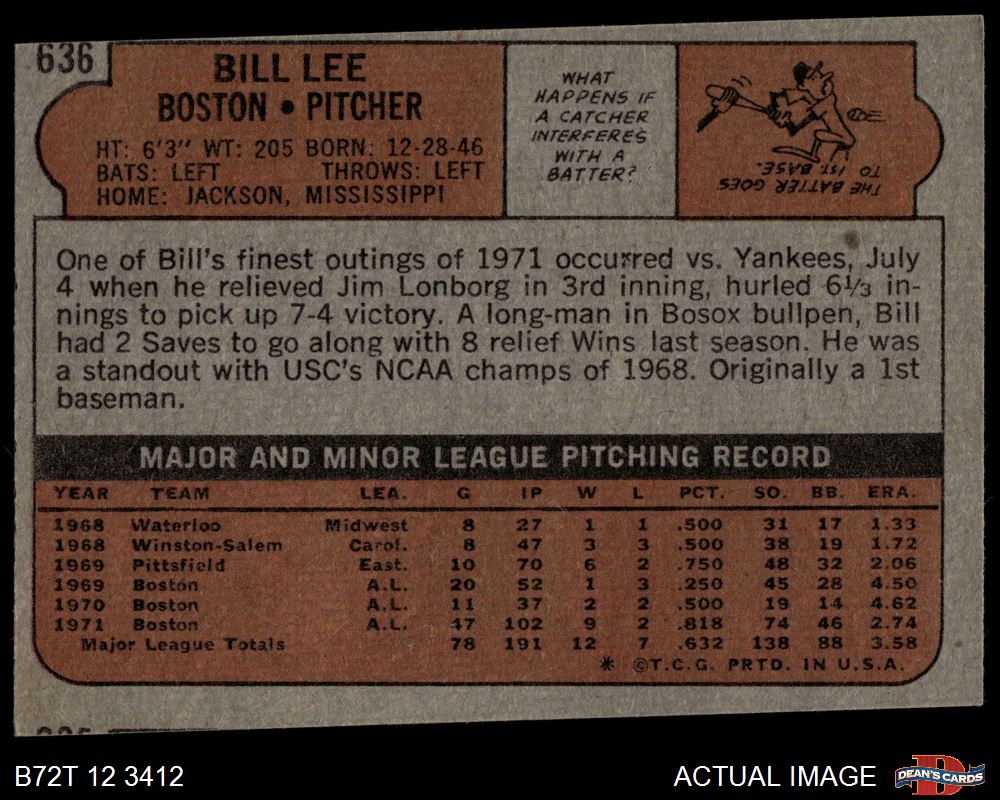 636
BILL LEE
BOSTON • PITCHER
HT: 6'3" WT: 205 BORN: 12-28-46
BATS: LEFT THROWS: LEFT
HOME: JACKSON, MISSISSIPPI
WHAT
HAPPENS IF
A CATCHER
INTERFERES
WITH A
BATTER?
THE BATTER GOES
TO 1ST. BASE.
One of Bill's finest outings of 1971 occurred vs. Yankees, July
4 when he relieved Jim Lonborg in 3rd inning, hurled 6⅓ in-
nings to pick up 7-4 victory. A long-man in Bosox bullpen, Bill
had 2 Saves to go along with 8 relief Wins last season. He was
a standout with USC's NCAA champs of 1968. Originally a 1st
baseman.
MAJOR AND MINOR LEAGUE PITCHING RECORD
YEAR TEAM LEA. G IP W L PCT. SO. BB. ERA.
1968 Waterloo Midwest 8 27 1 1 .500 31 17 1.33
1968 Winston-Salem Carol. 8 47 3 3 .500 38 19 1.72
1969 Pittsfield East. 10 70 6 2 .750 48 32 2.06
1969 Boston A.L. 20 52 1 3 .250 45 28 4.50
1970 Boston A.L. 11 37 2 2 .500 19 14 4.62
1971 Boston A.L. 47 102 9 2 .818 74 46 2.74
Major League Totals 78 191 12 7 .632 138 88 3.58
* ©T.C.G. PRTD. IN U.S.A.
B72T 12 3412
ACTUAL IMAGE
D
DEAN'S CARDS